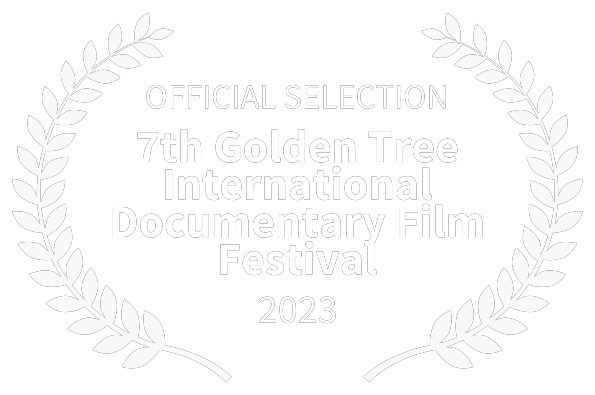 OFFICIAL SELECTION
7th Golden Tree
International
Documentary Film
Festival
2023